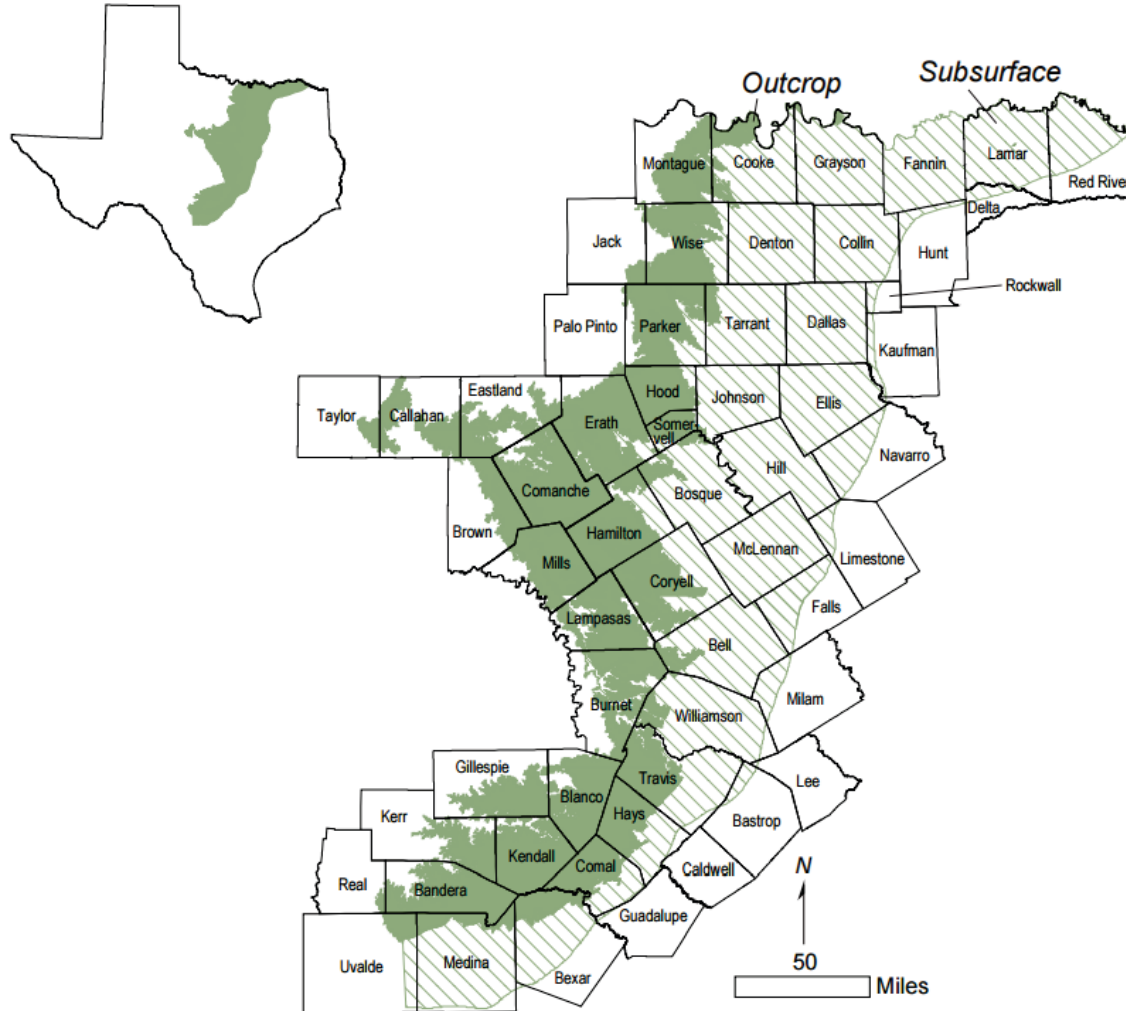 Outcrop
Subsurface
Montague
Cooke
Grayson
Fannin
Lamar
Red River
Delta
Jack
Wise
Denton
Collin
Hunt
Rockwall
Palo Pinto
Parker
Tarrant
Dallas
Kaufman
Taylor
Callahan
Eastland
Erath
Hood
Somer-
vell
Johnson
Ellis
Navarro
Comanche
Bosque
Hill
Brown
Hamilton
McLennan
Limestone
Mills
Coryell
Falls
Lampasas
Bell
Burnet
Williamson
Milam
Gillespie
Blanco
Travis
Lee
Kerr
Hays
Bastrop
Kendall
Comal
Caldwell
Real
Bandera
Guadalupe
Uvalde
Medina
Bexar
N
50
Miles